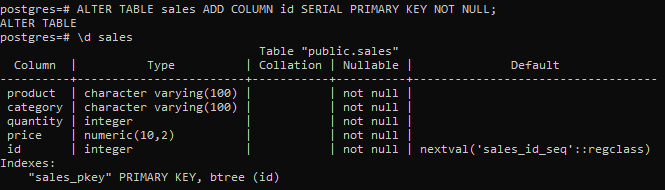 postgres=# ALTER TABLE sales ADD COLUMN id SERIAL PRIMARY KEY NOT NULL;
ALTER TABLE
postgres=# \d sales
                                   Table "public.sales"
  Column  |          Type          | Collation | Nullable |              Default
----------+------------------------+-----------+----------+-----------------------------------
 product  | character varying(100) |           | not null |
 category | character varying(100) |           | not null |
 quantity | integer                |           | not null |
 price    | numeric(10,2)          |           | not null |
 id       | integer                |           | not null | nextval('sales_id_seq'::regclass)
Indexes:
    "sales_pkey" PRIMARY KEY, btree (id)